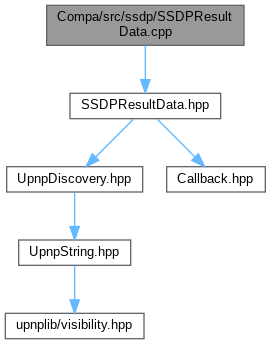 Compa/src/ssdp/SSDPResult
Data.cpp
SSDPResultData.hpp
UpnpDiscovery.hpp
Callback.hpp
UpnpString.hpp
upnplib/visibility.hpp